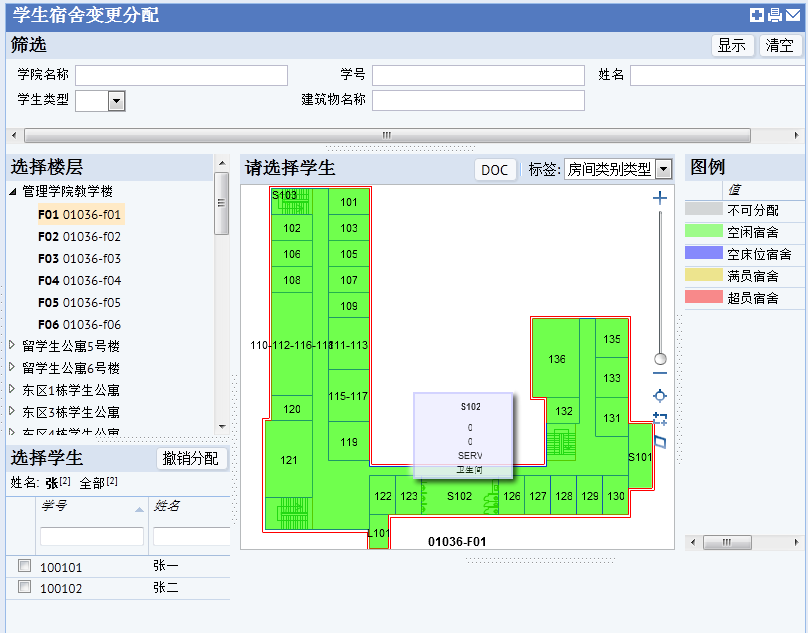 学生宿舍变更分配
筛选
显示
清空
学院名称
学号
姓名
学生类型
建筑物名称
选择楼层
管理学院教学楼
F01 01036-f01
F02 01036-f02
F03 01036-f03
F04 01036-f04
F05 01036-f05
F06 01036-f06
留学生公寓5号楼
留学生公寓6号楼
东区1栋学生公寓
东区3栋学生公寓
东区4栋学生公寓
选择学生
撤销分配
姓名: 张[2] 全部[2]
学号 姓名
100101 张一
100102 张二
请选择学生
DOC
标签: 房间类别类型
S103
101
102
103
106
105
108
107
109
110-112-116-118
111-113
115-117
120
119
121
136
135
133
132
131
S101
S102
0
0
SERV
卫生间
122
123
S102
126
127
128
129
130
L101
01036-F01
图例
值
不可分配
空闲宿舍
空床位宿舍
满员宿舍
超员宿舍